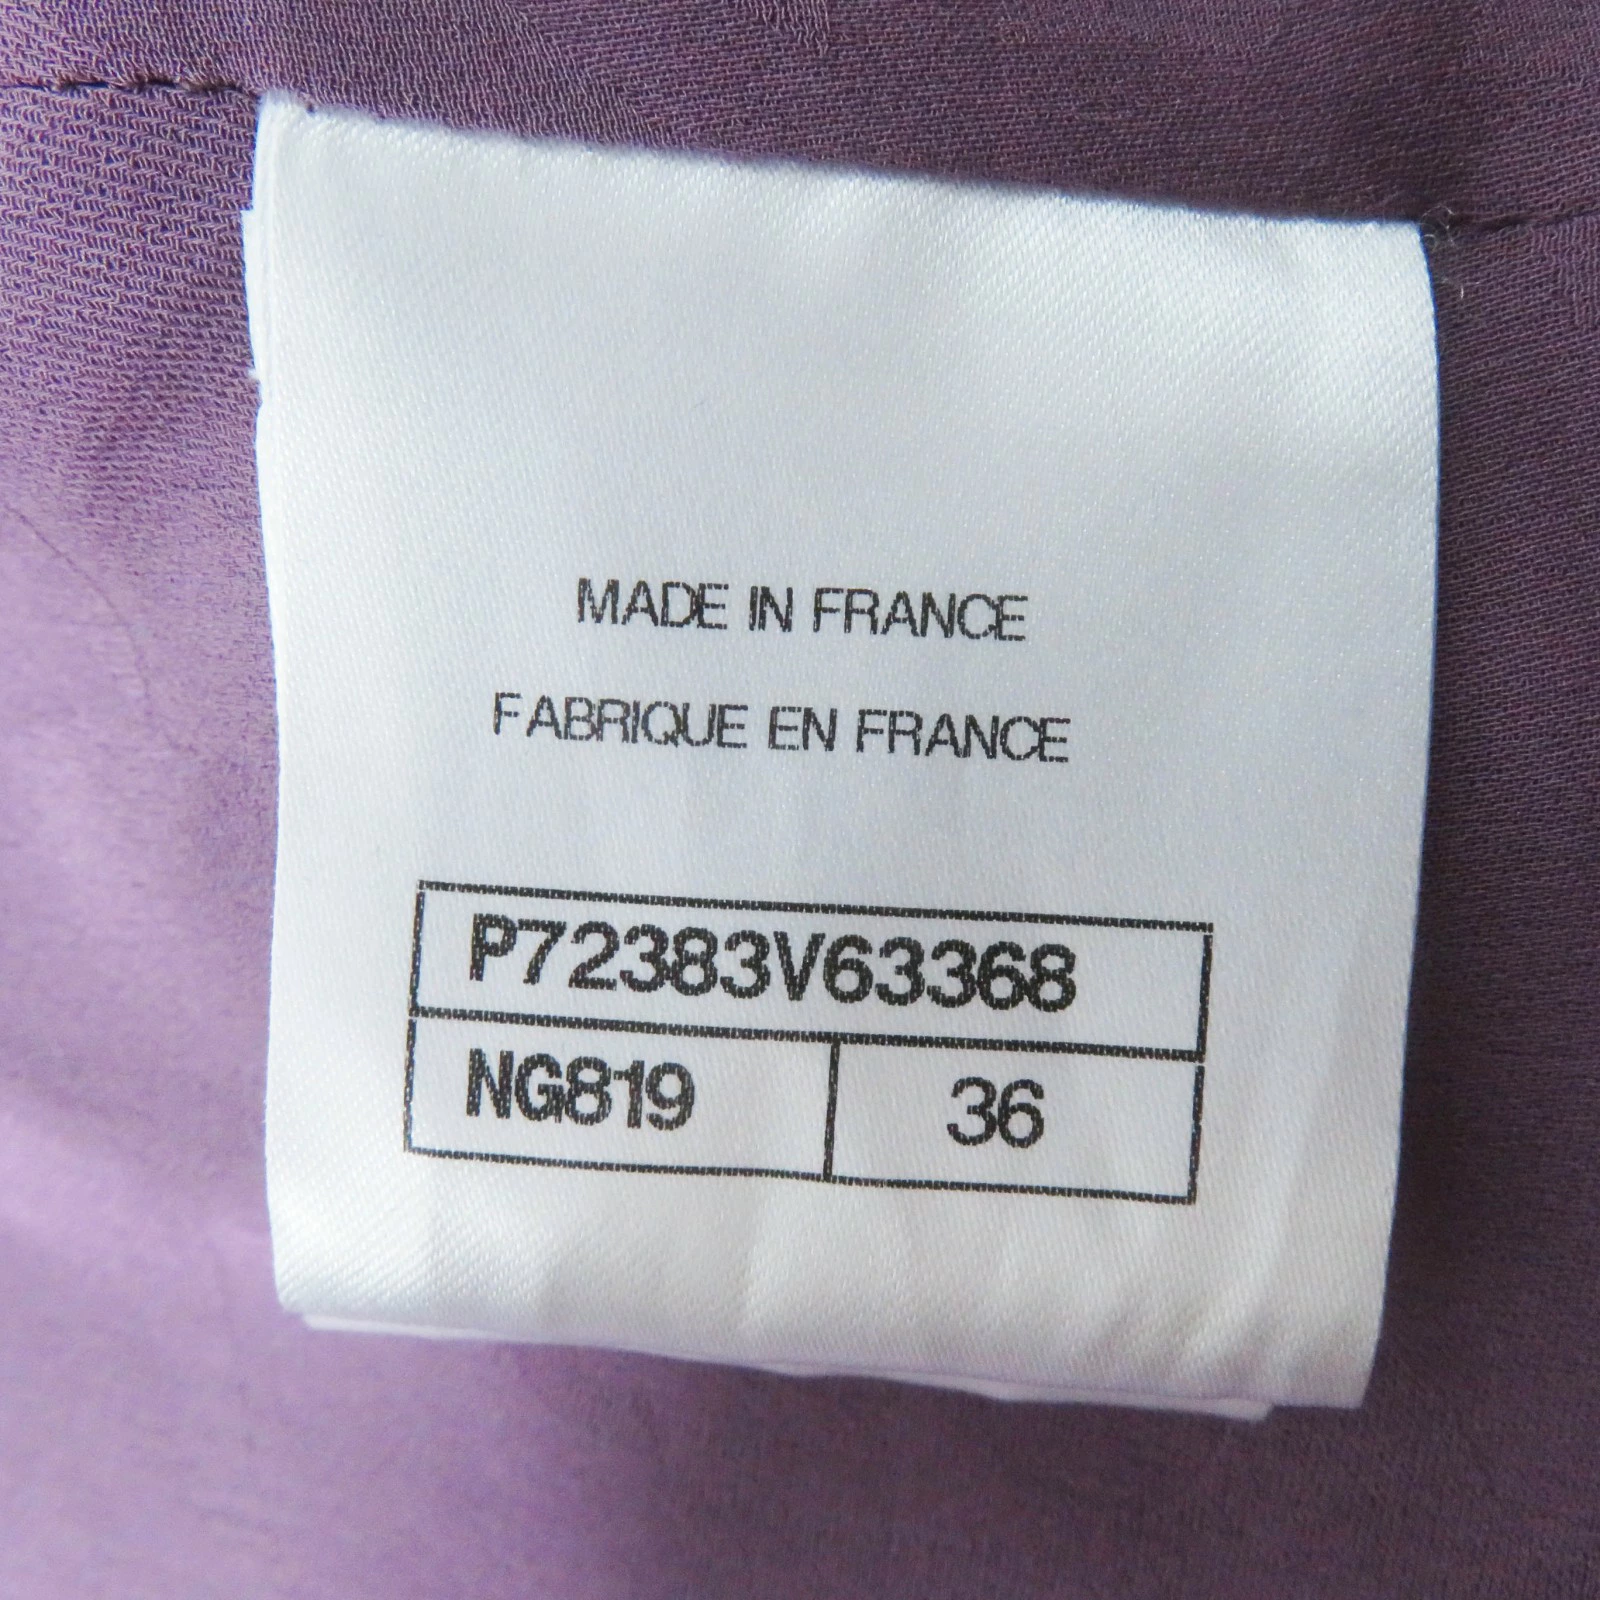 MADE IN FRANCE
FABRIQUE EN FRANCE
P72383V63368
NG819 36